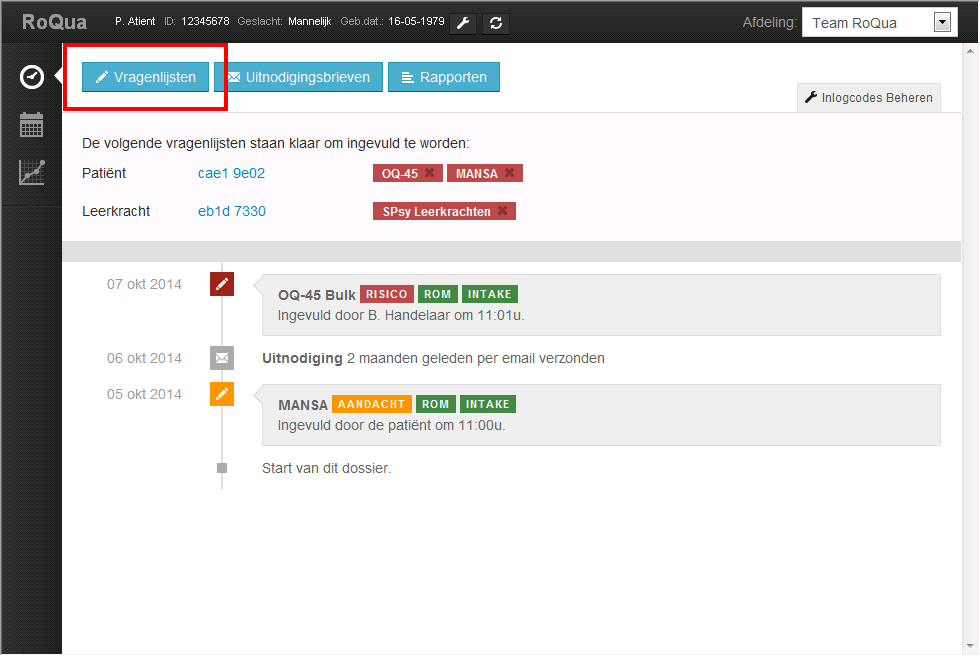 RoQua P. Atient ID: 12345678 Geslacht: Mannelijk Geb.dat.: 16-05-1979 Afdeling: Team RoQua
Vragenlijsten Uitnodigingsbrieven Rapporten
Inlogcodes Beheren
De volgende vragenlijsten staan klaar om ingevuld te worden:
Patiënt cae1 9e02 OQ-45 MANSA
Leerkracht eb1d 7330 SPsy Leerkrachten
07 okt 2014 OQ-45 Bulk RISICO ROM INTAKE
Ingevuld door B. Handelaar om 11:01u.
06 okt 2014 Uitnodiging 2 maanden geleden per email verzonden
05 okt 2014 MANSA AANDACHT ROM INTAKE
Ingevuld door de patiënt om 11:00u.
Start van dit dossier.